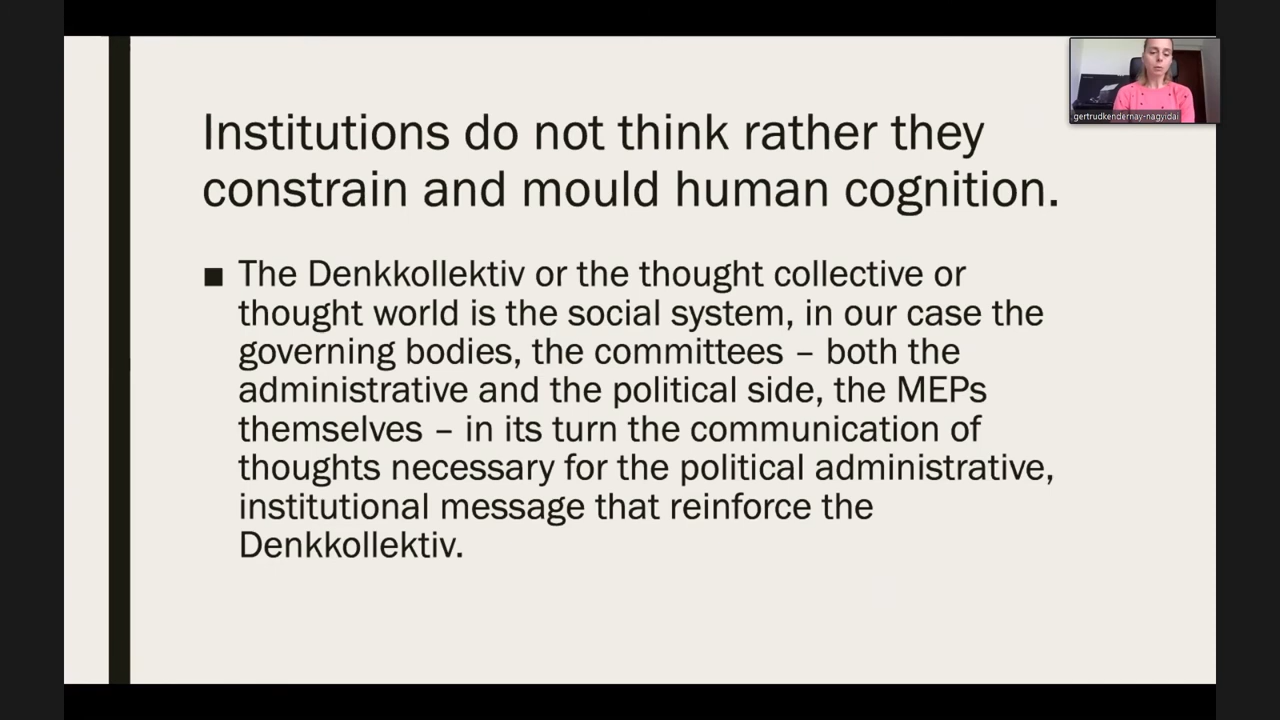 Institutions do not think rather they
constrain and mould human cognition.
■ The Denkkollektiv or the thought collective or
thought world is the social system, in our case the
governing bodies, the committees – both the
administrative and the political side, the MEPs
themselves – in its turn the communication of
thoughts necessary for the political administrative,
institutional message that reinforce the
Denkkollektiv.
gertrudkendernay-nagyidai